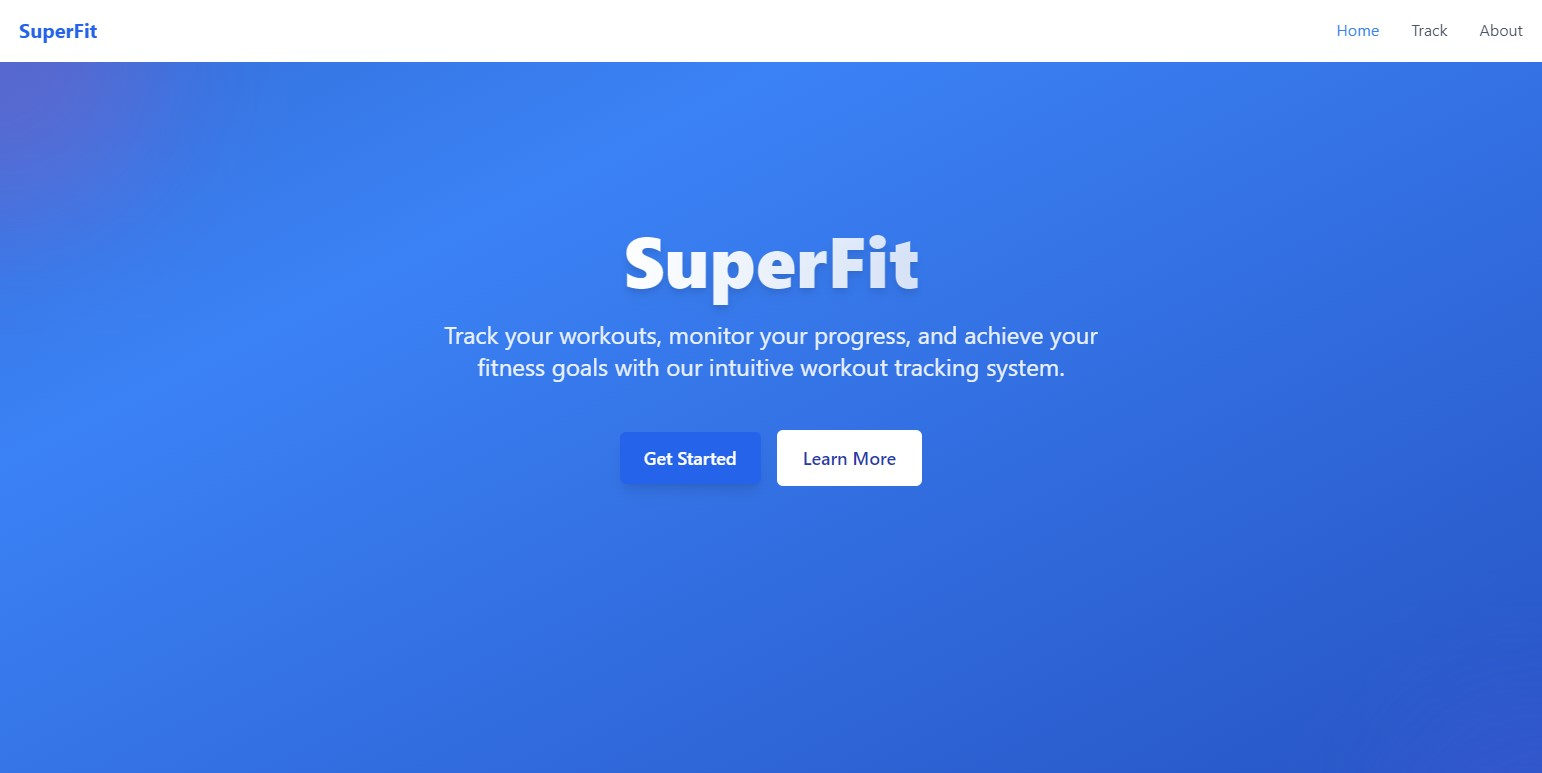 SuperFit
Home Track About
SuperFit
Track your workouts, monitor your progress, and achieve your
fitness goals with our intuitive workout tracking system.
Get Started Learn More